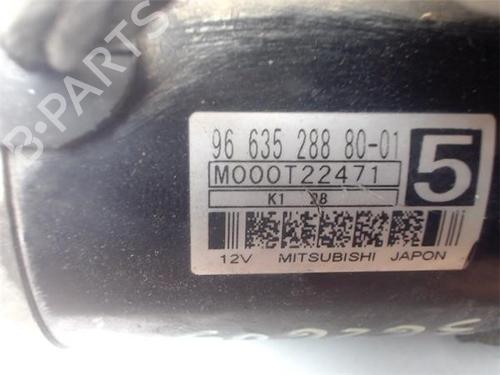 B-PARTS
96 635 288 80-01
5
M000T22471
K1 28
12V MITSUBISHI JAPON